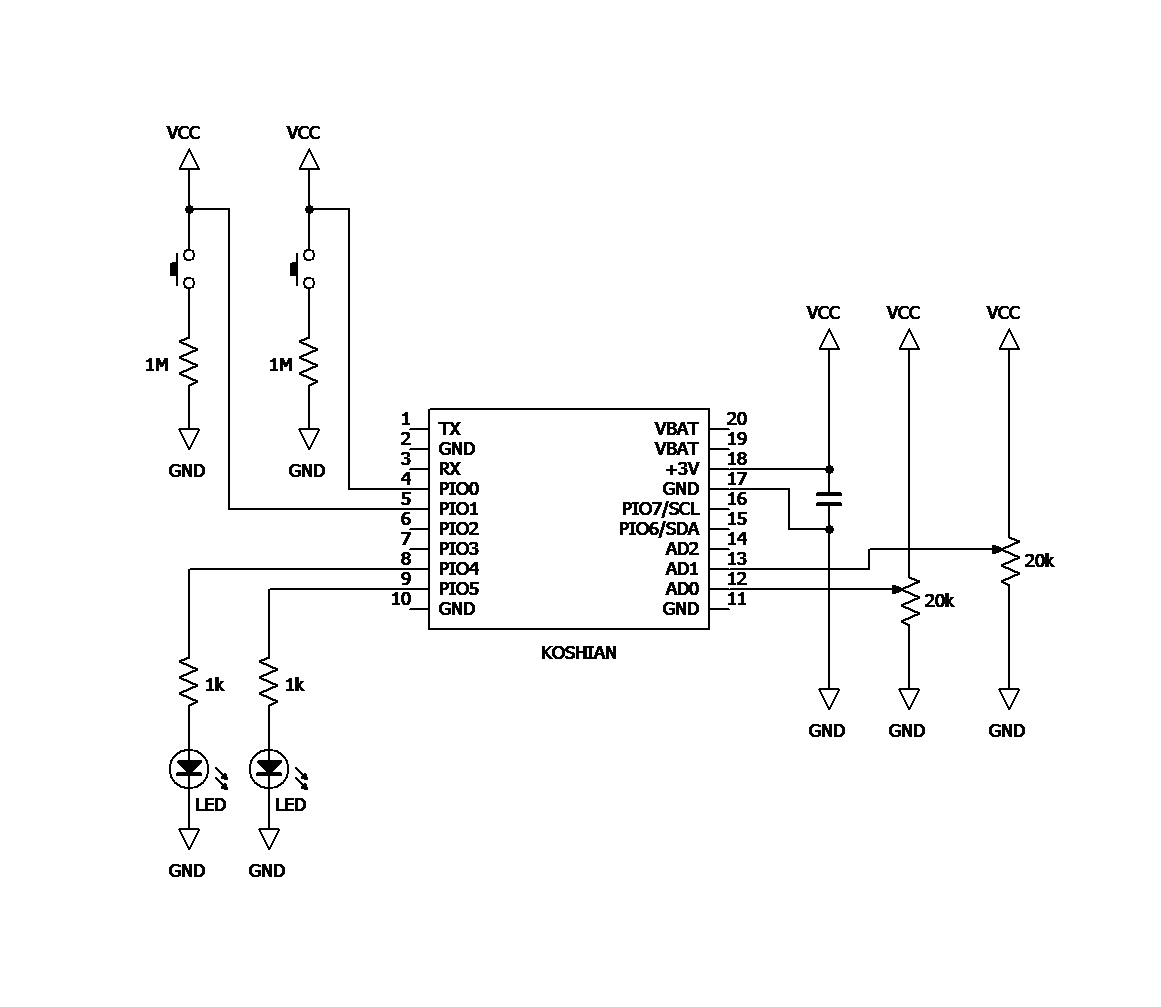 VCC
VCC
1M
1M
GND
GND
VCC
VCC
VCC
1 TX
2 GND
3 RX
4 PIO0
5 PIO1
6 PIO2
7 PIO3
8 PIO4
9 PIO5
10 GND
VBAT 20
VBAT 19
+3V 18
GND 17
PIO7/SCL 16
PIO6/SDA 15
AD2 14
AD1 13
AD0 12
GND 11
KOSHIAN
20k
20k
GND
GND
GND
1k
1k
LED
LED
GND
GND